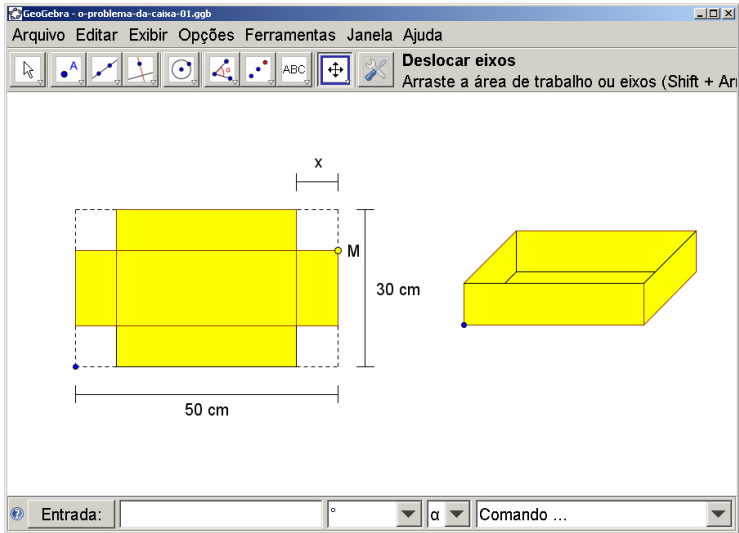 GeoGebra - o-problema-da-caixa-01.ggb
Arquivo Editar Exibir Opções Ferramentas Janela Ajuda
A
α
ABC
Deslocar eixos
Arraste a área de trabalho ou eixos (Shift + Arr
x
M
30 cm
50 cm
Entrada:
°
α
Comando ...